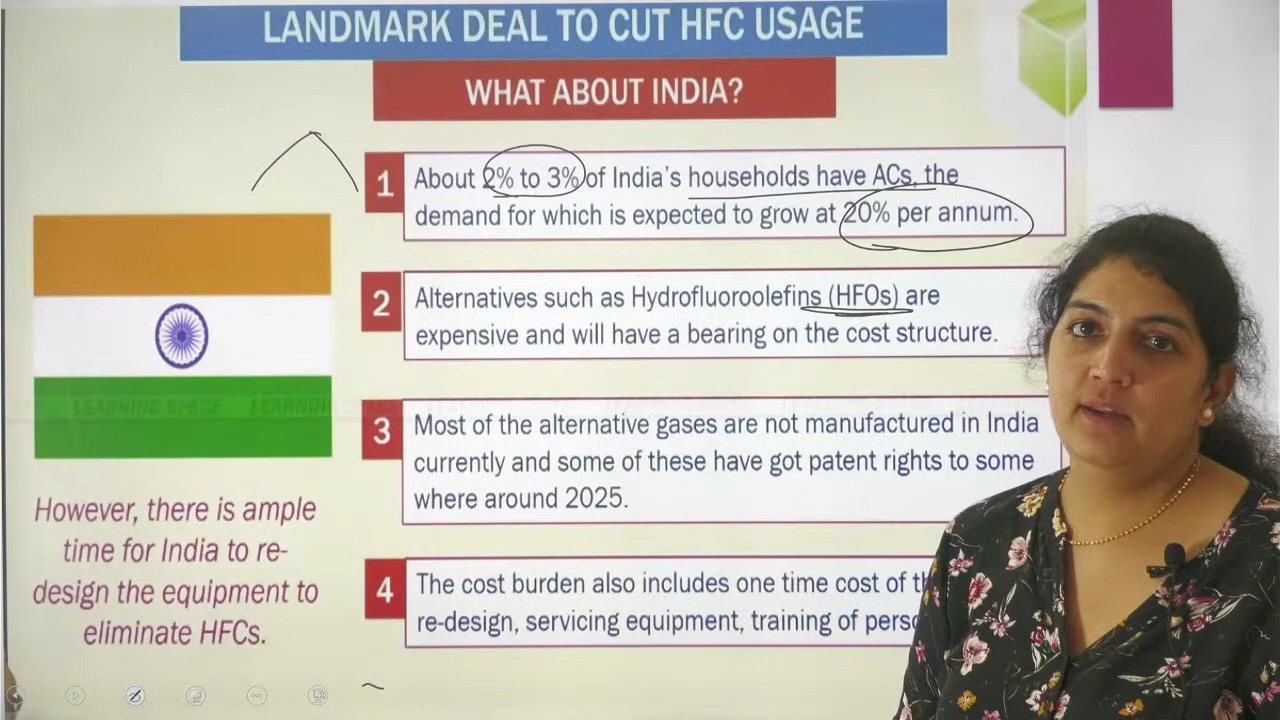 LANDMARK DEAL TO CUT HFC USAGE
WHAT ABOUT INDIA?
1
About 2% to 3% of India's households have ACs, the
demand for which is expected to grow at 20% per annum.
2
Alternatives such as Hydrofluoroolefins (HFOs) are
expensive and will have a bearing on the cost structure.
3
Most of the alternative gases are not manufactured in India
currently and some of these have got patent rights to some
where around 2025.
4
The cost burden also includes one time cost of
re-design, servicing equipment, training of
LEARNING SPACE
However, there is ample
time for India to re-
design the equipment to
eliminate HFCs.